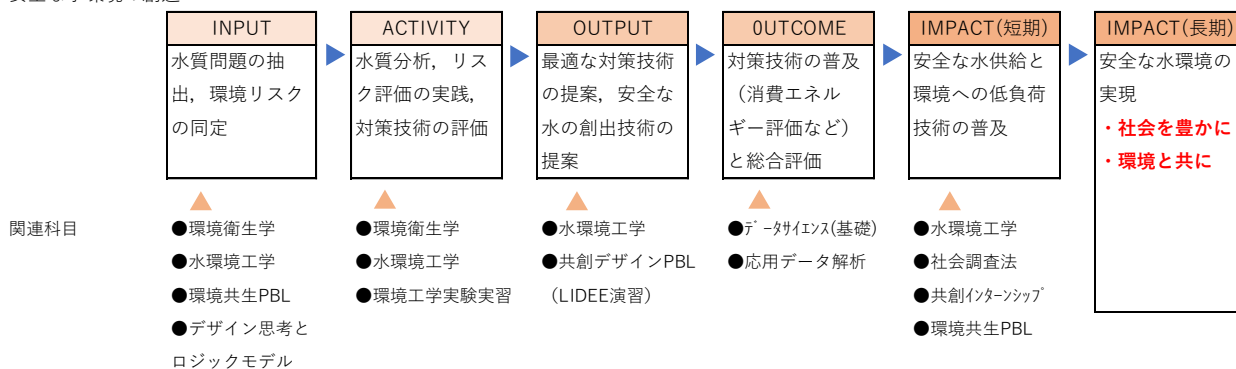 INPUT
水質問題の抽
出，環境リスク
の同定
ACTIVITY
水質分析，リス
ク評価の実践，
対策技術の評価
OUTPUT
最適な対策技術
の提案，安全な
水の創出技術の
提案
0UTCOME
対策技術の普及
（消費エネル
ギー評価など）
と総合評価
IMPACT(短期)
安全な水供給と
環境への低負荷
技術の普及
IMPACT(長期)
安全な水環境の
実現
・社会を豊かに
・環境と共に
関連科目
●環境衛生学
●水環境工学
●環境共生PBL
●デザイン思考と
ロジックモデル
●環境衛生学
●水環境工学
●環境工学実験実習
●水環境工学
●共創デザインPBL
（LIDEE演習）
●ﾃﾞｰﾀｻｲｴﾝｽ(基礎)
●応用データ解析
●水環境工学
●社会調査法
●共創ｲﾝﾀｰﾝｼｯﾌﾟ
●環境共生PBL